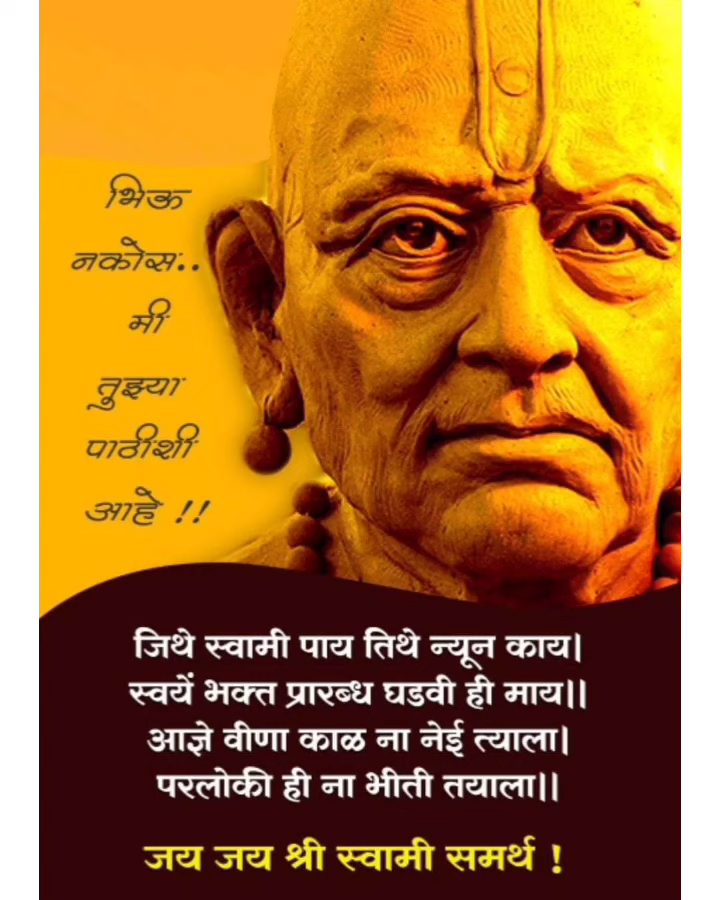 भिऊ
नकोस..
मी
तुझ्या
पाठीशी
आहे !!
जिथे स्वामी पाय तिथे न्यून काय|
स्वयें भक्त प्रारब्ध घडवी ही माय||
आज्ञे वीणा काळ ना नेई त्याला|
परलोकी ही ना भीती तयाला||
जय जय श्री स्वामी समर्थ !